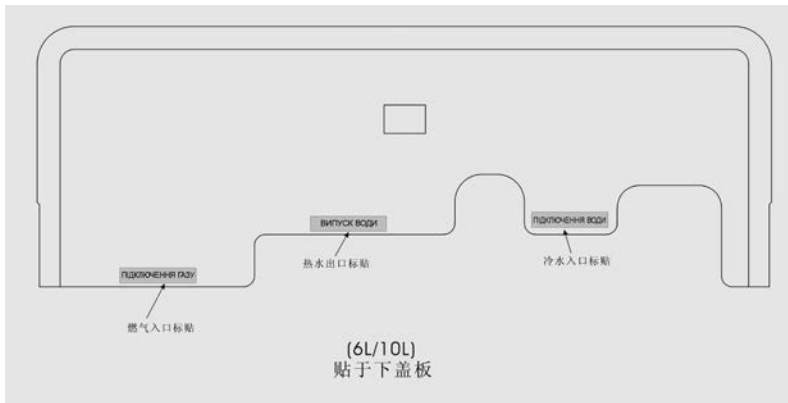 ПІДКЛЮЧЕННЯ ГАЗУ
燃气入口标贴
ВИПУСК ВОДИ
热水出口标贴
ПІДКЛЮЧЕННЯ ВОДИ
冷水入口标贴
(6L/10L)
贴于下盖板